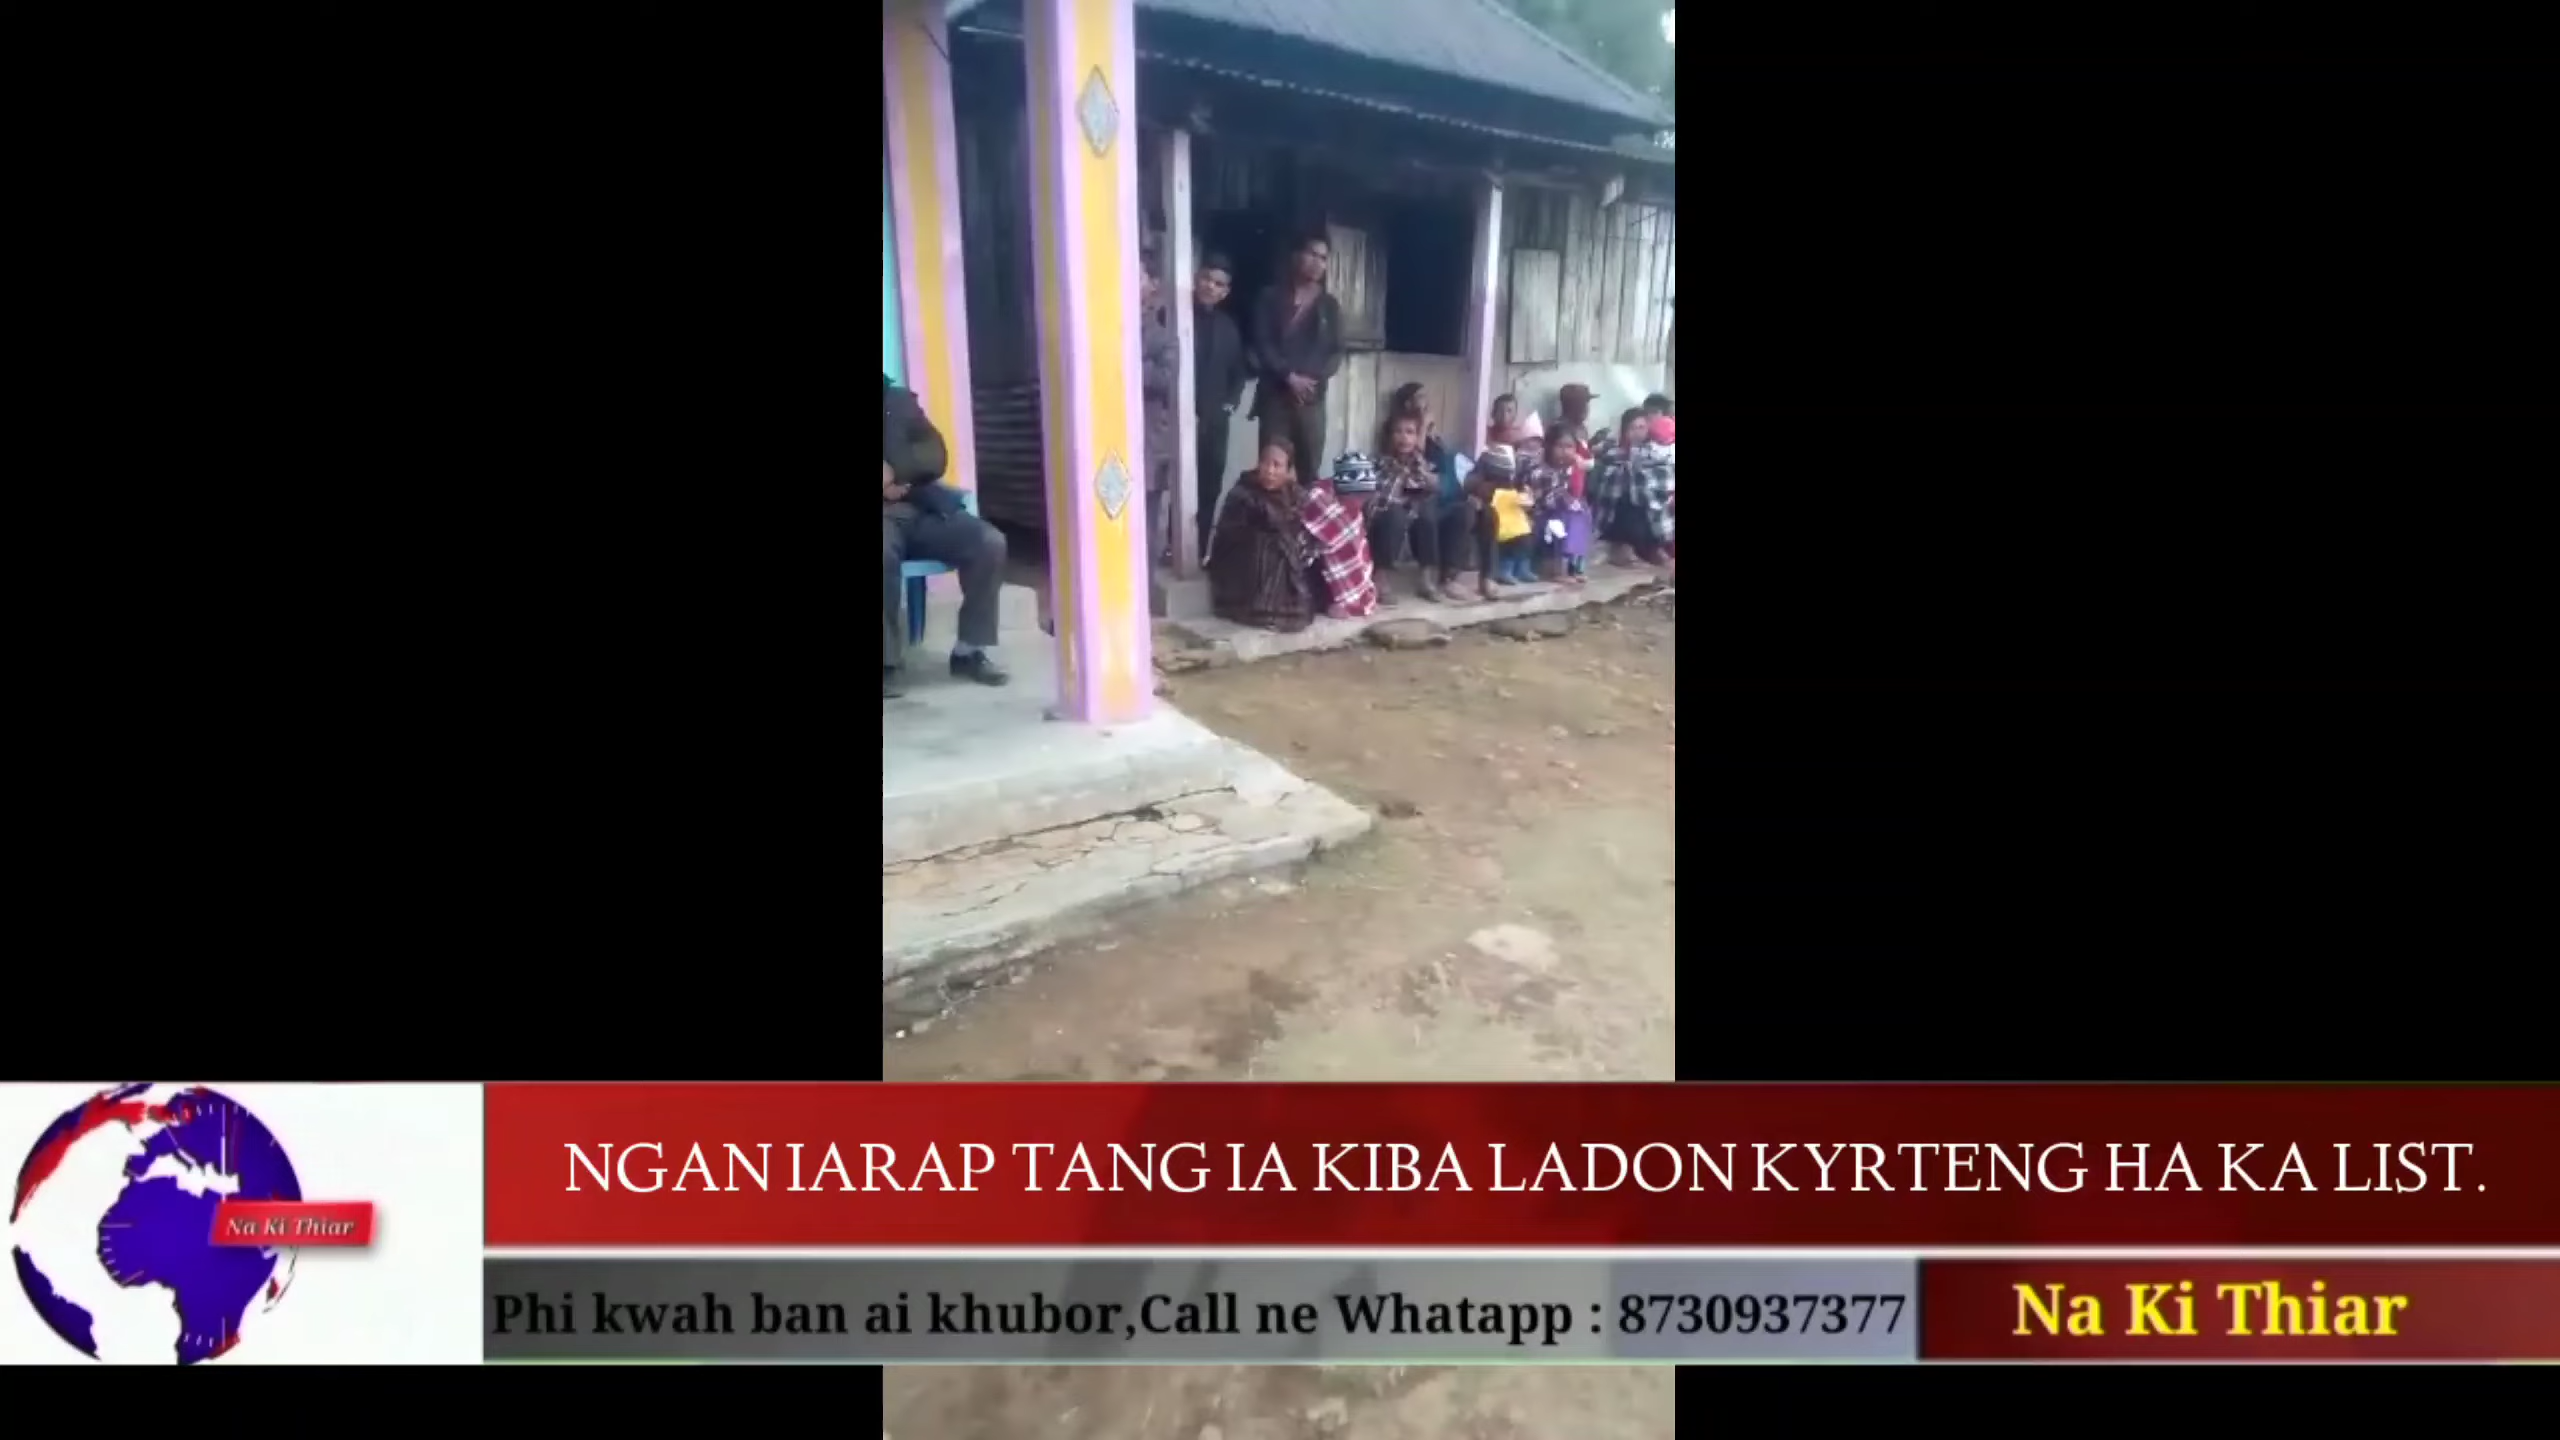 NGAN IARAP TANG IA KIBA LADON KYRTENG HA KA LIST.
Na Ki Thiar
Phi kwah ban ai khubor,Call ne Whatapp : 8730937377
Na Ki Thiar